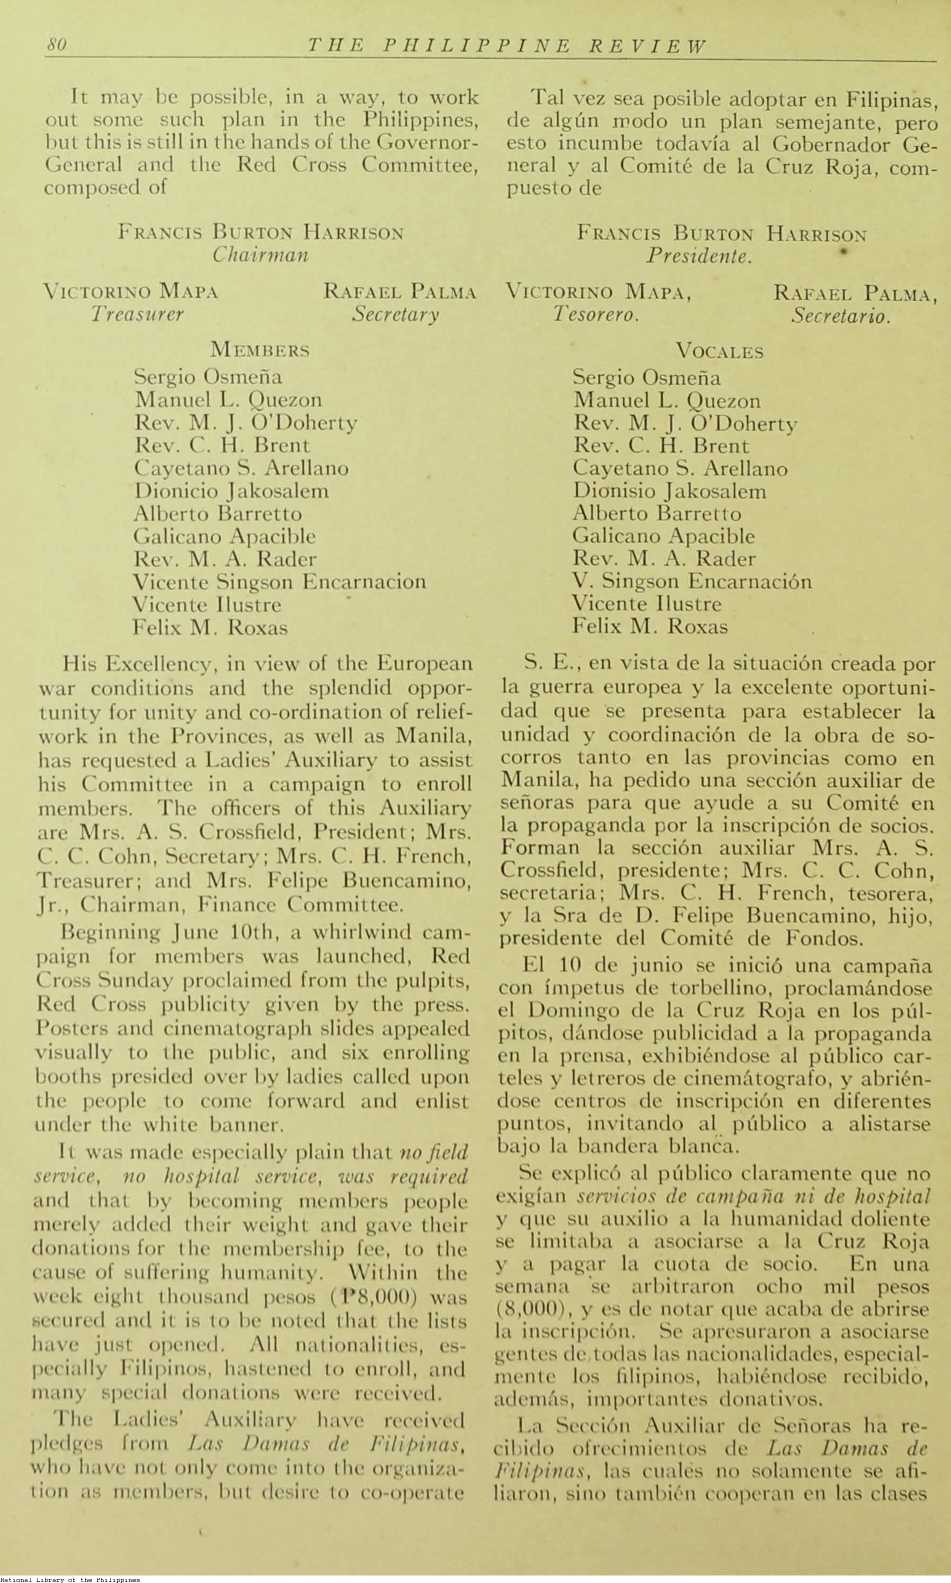 80
THE PHILIPPINE REVIEW
It may be possible, in a way, to work
out some such plan in the Philippines,
but this is still in the hands of the Governor-
General and the Red Cross Committee,
composed of
FRANCIS BURTON HARRISON
Chairman
VICTORINO MAPA RAFAEL PALMA
Treasurer Secretary
MEMBERS
Sergio Osmeña
Manuel L. Quezon
Rev. M. J. O'Doherty
Rev. C. H. Brent
Cayetano S. Arellano
Dionicio Jakosalem
Alberto Barretto
Galicano Apacible
Rev. M. A. Rader
Vicente Singson Encarnacion
Vicente Ilustre
Felix M. Roxas
His Excellency, in view of the European
war conditions and the splendid oppor-
tunity for unity and co-ordination of relief-
work in the Provinces, as well as Manila,
has requested a Ladies' Auxiliary to assist
his Committee in a campaign to enroll
members. The officers of this Auxiliary
are Mrs. A. S. Crossfield, President; Mrs.
C. C. Cohn, Secretary; Mrs. C. H. French,
Treasurer; and Mrs. Felipe Buencamino,
Jr., Chairman, Finance Committee.
Beginning June 10th, a whirlwind cam-
paign for members was launched, Red
Cross Sunday proclaimed from the pulpits,
Red Cross publicity given by the press.
Posters and cinematograph slides appealed
visually to the public, and six enrolling
booths presided over by ladies called upon
the people to come forward and enlist
under the white banner.
It was made especially plain that no field
service, no hospital service, was required
and that by becoming members people
merely added their weight and gave their
donations for the membership fee, to the
cause of suffering humanity. Within the
week eight thousand pesos (₱8,000) was
secured and it is to be noted that the lists
have just opened. All nationalities, es-
pecially Filipinos, hastened to enroll, and
many special donations were received.
The Ladies' Auxiliary have received
pledges from Las Damas de Filipinas,
who have not only come into the organiza-
tion as members, but desire to co-operate
Tal vez sea posible adoptar en Filipinas,
de algún modo un plan semejante, pero
esto incumbe todavía al Gobernador Ge-
neral y al Comité de la Cruz Roja, com-
puesto de
FRANCIS BURTON HARRISON
Presidente.
VICTORINO MAPA, RAFAEL PALMA,
Tesorero. Secretario.
VOCALES
Sergio Osmeña
Manuel L. Quezon
Rev. M. J. O'Doherty
Rev. C. H. Brent
Cayetano S. Arellano
Dionisio Jakosalem
Alberto Barretto
Galicano Apacible
Rev. M. A. Rader
V. Singson Encarnación
Vicente Ilustre
Felix M. Roxas
S. E., en vista de la situación creada por
la guerra europea y la excelente oportuni-
dad que se presenta para establecer la
unidad y coordinación de la obra de so-
corros tanto en las provincias como en
Manila, ha pedido una sección auxiliar de
señoras para que ayude a su Comité en
la propaganda por la inscripción de socios.
Forman la sección auxiliar Mrs. A. S.
Crossfield, presidente; Mrs. C. C. Cohn,
secretaria; Mrs. C. H. French, tesorera,
y la Sra de D. Felipe Buencamino, hijo,
presidente del Comité de Fondos.
El 10 de junio se inició una campaña
con ímpetus de torbellino, proclamándose
el Domingo de la Cruz Roja en los púl-
pitos, dándose publicidad a la propaganda
en la prensa, exhibiéndose al público car-
teles y letreros de cinemátografo, y abrién-
dose centros de inscripción en diferentes
puntos, invitando al público a alistarse
bajo la bandera blanca.
Se explicó al público claramente que no
exigían servicios de campaña ni de hospital
y que su auxilio a la humanidad doliente
se limitaba a asociarse a la Cruz Roja
y a pagar la cuota de socio. En una
semana se arbitraron ocho mil pesos
(8,000), y es de notar que acaba de abrirse
la inscripción. Se apresuraron a asociarse
gentes de todas las nacionalidades, especial-
mente los filipinos, habiéndose recibido,
además, importantes donativos.
La Sección Auxiliar de Señoras ha re-
cibido ofrecimientos de Las Damas de
Filipinas, las cuales no solamente se afi-
liaron, sino también cooperan en las clases
National Library of the Philippines